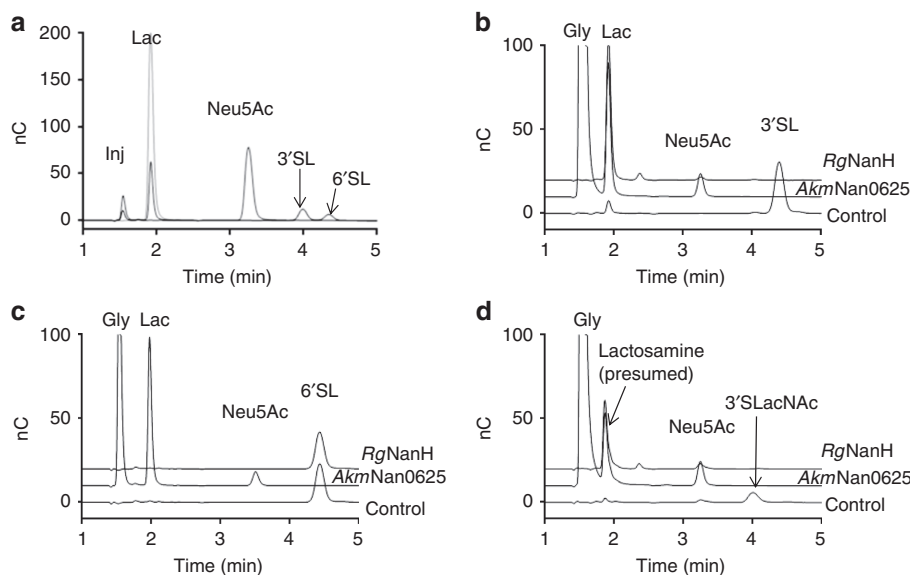 a
200
150
100
50
0
nC
Inj
Lac
Neu5Ac
3′SL
6′SL
1 2 3 4 5
Time (min)
b
100
50
0
nC
Gly Lac
Neu5Ac
3′SL
RgNanH
AkmNan0625
Control
1 2 3 4 5
Time (min)
c
100
50
0
nC
Gly Lac
Neu5Ac
6′SL
RgNanH
AkmNan0625
Control
1 2 3 4 5
Time (min)
d
100
50
0
nC
Gly
Lactosamine
(presumed)
Neu5Ac
3′SLacNAc
RgNanH
AkmNan0625
Control
1 2 3 4 5
Time (min)